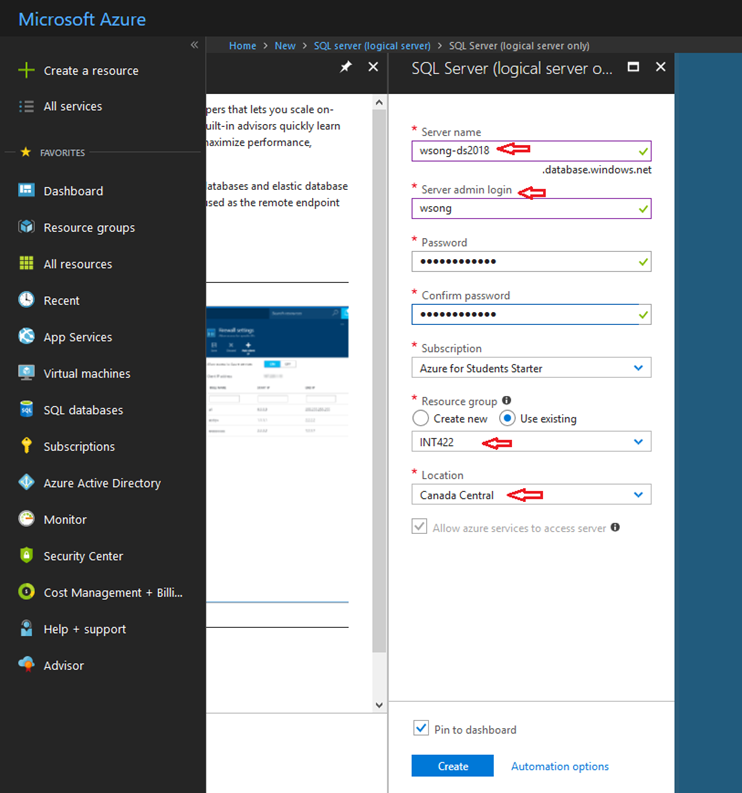 Microsoft Azure
«
Home > New > SQL server (logical server) > SQL Server (logical server only)
Create a resource
All services
FAVORITES
Dashboard
Resource groups
All resources
Recent
App Services
Virtual machines
SQL databases
Subscriptions
Azure Active Directory
Monitor
Security Center
Cost Management + Billi...
Help + support
Advisor
pers that lets you scale on-
uilt-in advisors quickly learn
maximize performance,
atabases and elastic database
used as the remote endpoint
Firewall settings
SQL Server (logical server o...
* Server name
wsong-ds2018
.database.windows.net
* Server admin login
wsong
* Password
••••••••••••
* Confirm password
••••••••••••
* Subscription
Azure for Students Starter
* Resource group
Create new Use existing
INT422
* Location
Canada Central
Allow azure services to access server
Pin to dashboard
Create Automation options